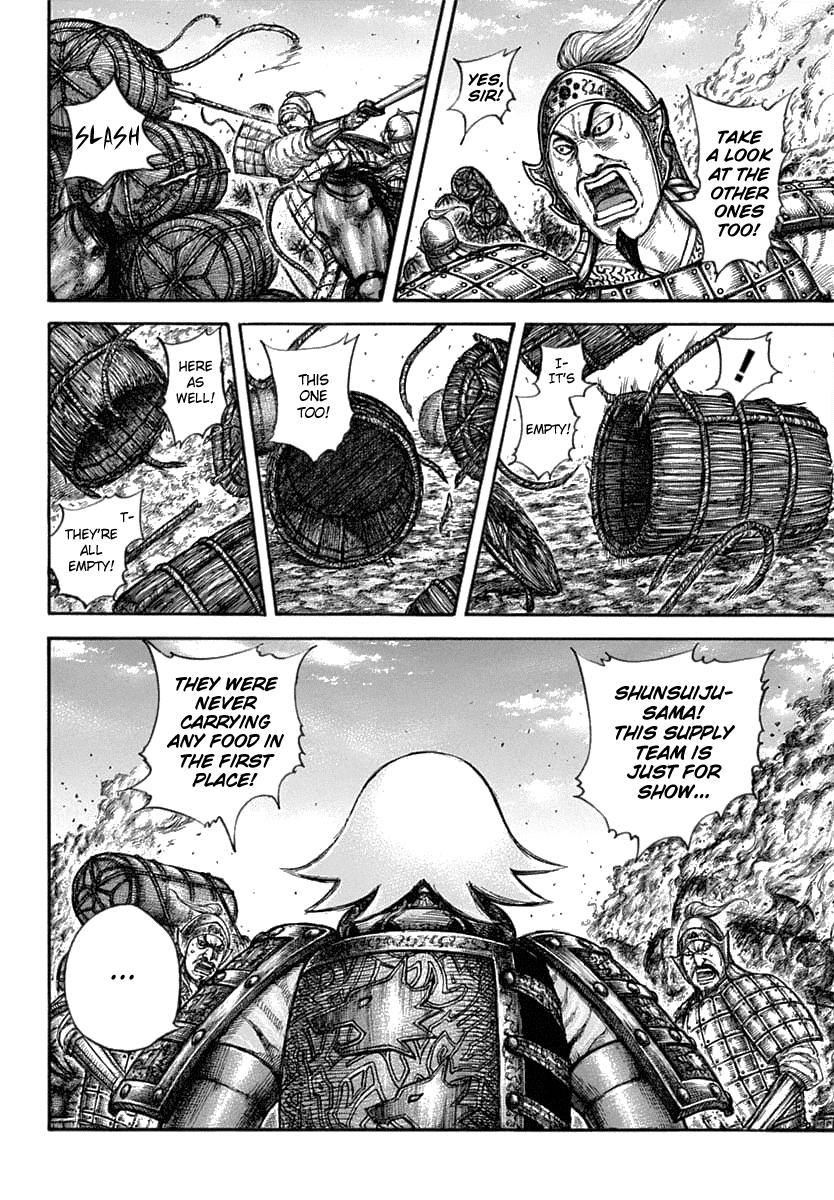 TAKE
A LOOK
AT THE
OTHER
ONES
TOO!
YES,
SIR!
SLASH
!
I-
IT'S
EMPTY!
THIS
ONE
TOO!
HERE
AS
WELL!
T-
THEY'RE
ALL
EMPTY!
SHUNSUIJU-
SAMA!
THIS SUPPLY
TEAM IS
JUST FOR
SHOW...
THEY WERE
NEVER
CARRYING
ANY FOOD IN
THE FIRST
PLACE!
...